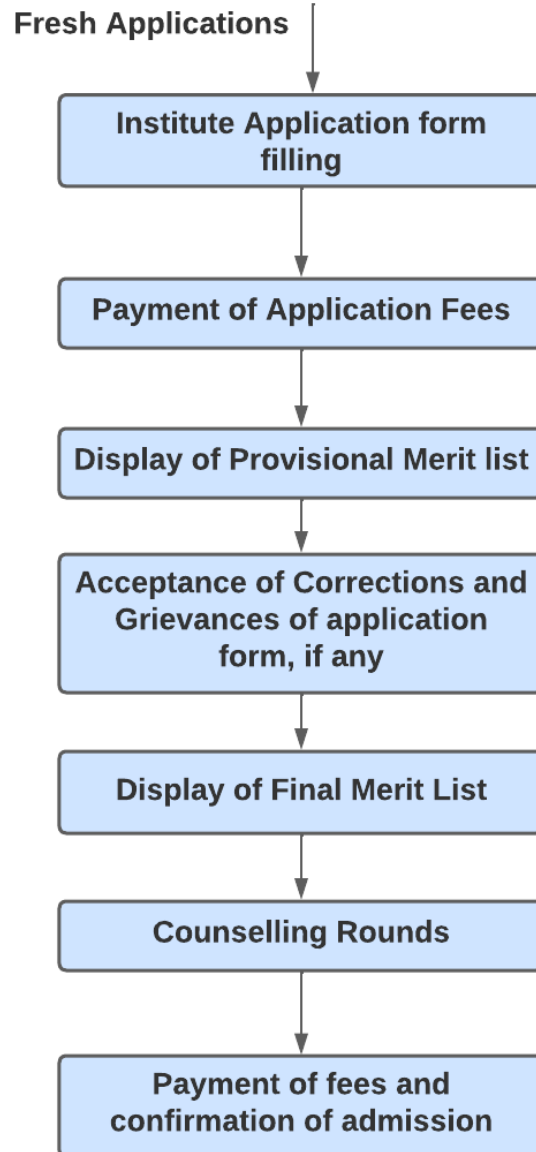 Fresh Applications
Institute Application form
filling
Payment of Application Fees
Display of Provisional Merit list
Acceptance of Corrections and
Grievances of application
form, if any
Display of Final Merit List
Counselling Rounds
Payment of fees and
confirmation of admission